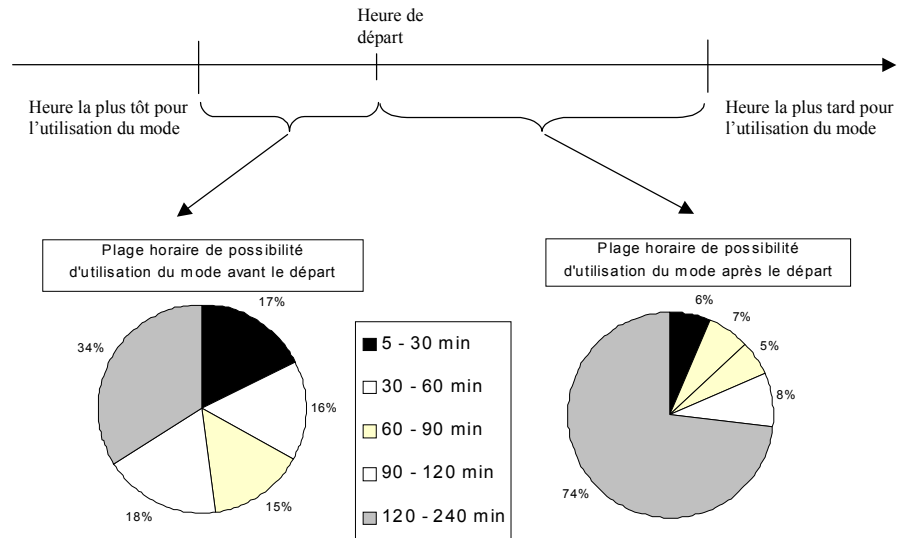 Heure de
départ
Heure la plus tôt pour
l'utilisation du mode
Heure la plus tard pour
l'utilisation du mode
Plage horaire de possibilité
d'utilisation du mode avant le départ
Plage horaire de possibilité
d'utilisation du mode après le départ
17%
16%
15%
18%
34%
5 - 30 min
30 - 60 min
60 - 90 min
90 - 120 min
120 - 240 min
6%
7%
5%
8%
74%